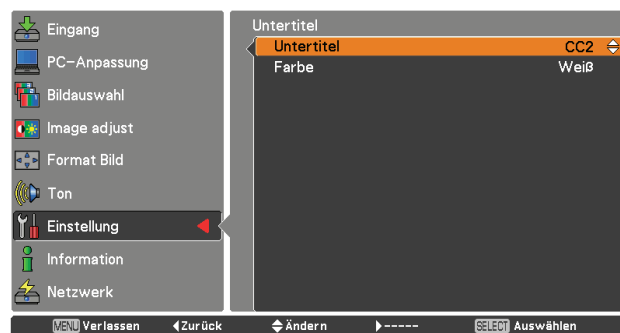 Eingang
PC-Anpassung
Bildauswahl
Image adjust
Format Bild
Ton
Einstellung
Information
Netzwerk
Untertitel
Untertitel CC2
Farbe Weiß
MENU Verlassen Zurück Ändern ----- SELECT Auswählen